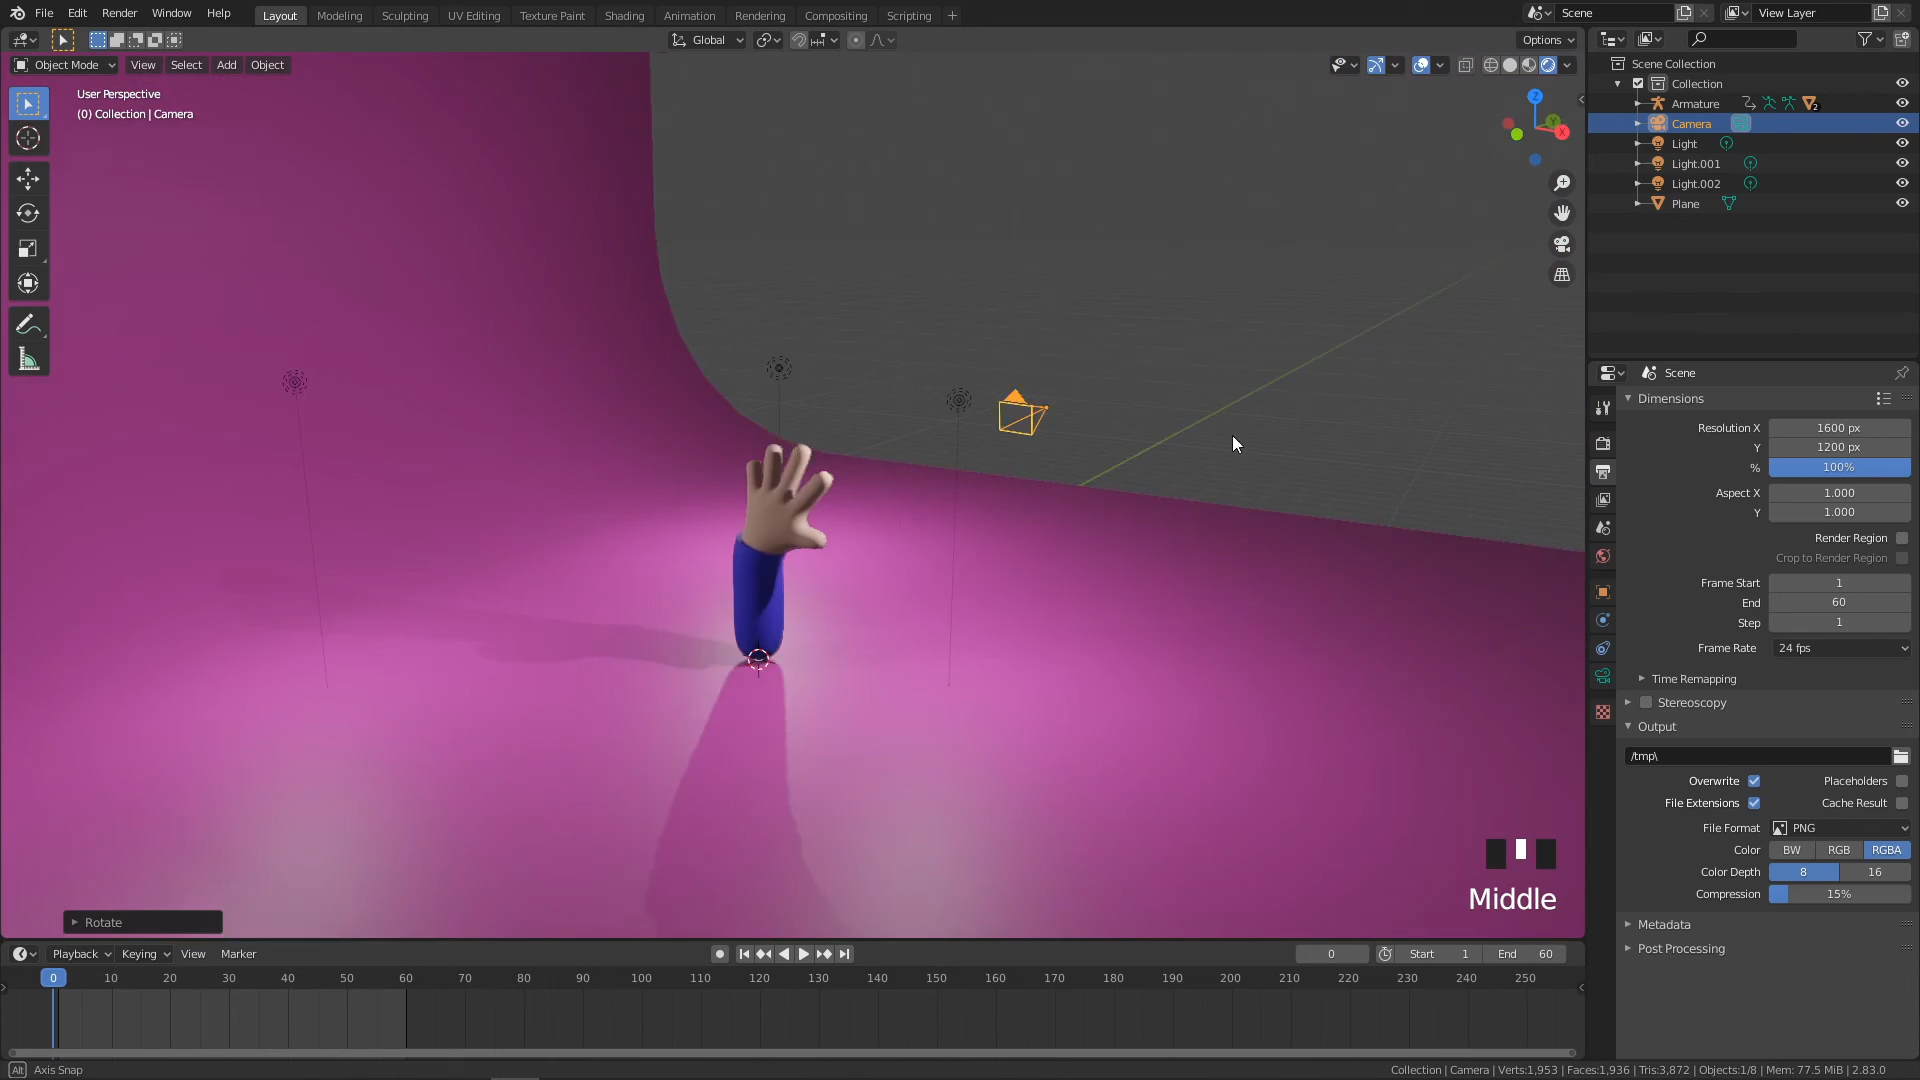 File Edit Render Window Help Layout Modeling Sculpting UV Editing Texture Paint Shading Animation Rendering Compositing Scripting + Scene View Layer
Global Options
Object Mode View Select Add Object
User Perspective
(0) Collection | Camera
Z
Y
X
Scene Collection
Collection
Armature 2
Camera
Light
Light.001
Light.002
Plane
Scene
Dimensions
Resolution X 1600 px
Y 1200 px
% 100%
Aspect X 1.000
Y 1.000
Render Region
Crop to Render Region
Frame Start 1
End 60
Step 1
Frame Rate 24 fps
Time Remapping
Stereoscopy
Output
/tmp\
Overwrite Placeholders
File Extensions Cache Result
File Format PNG
Color BW RGB RGBA
Color Depth 8 16
Compression 15%
Metadata
Post Processing
Middle
Rotate
Playback Keying View Marker 0 Start 1 End 60
0 10 20 30 40 50 60 70 80 90 100 110 120 130 140 150 160 170 180 190 200 210 220 230 240 250
Alt Axis Snap
Collection | Camera | Verts:1,953 | Faces:1,936 | Tris:3,872 | Objects:1/8 | Mem: 77.5 MiB | 2.83.0